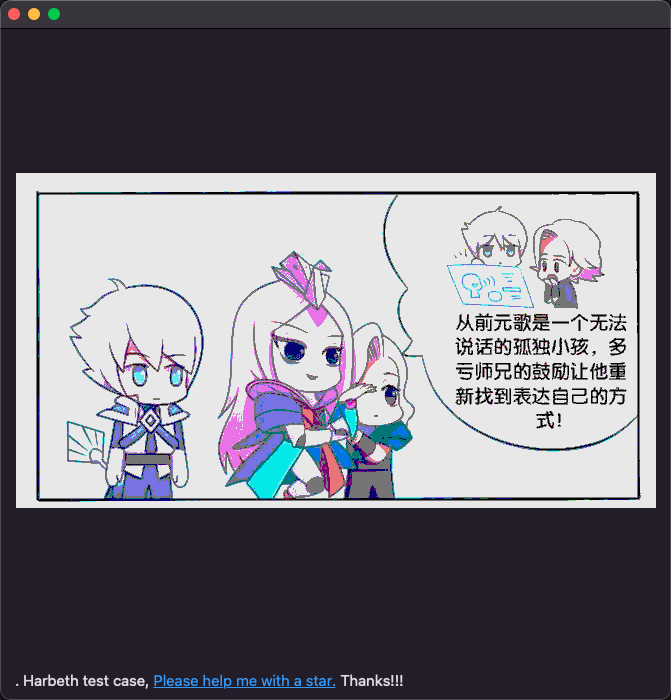 从前元歌是一个无法
说话的孤独小孩，多
亏师兄的鼓励让他重
新找到表达自己的方
式！
. Harbeth test case, Please help me with a star. Thanks!!!